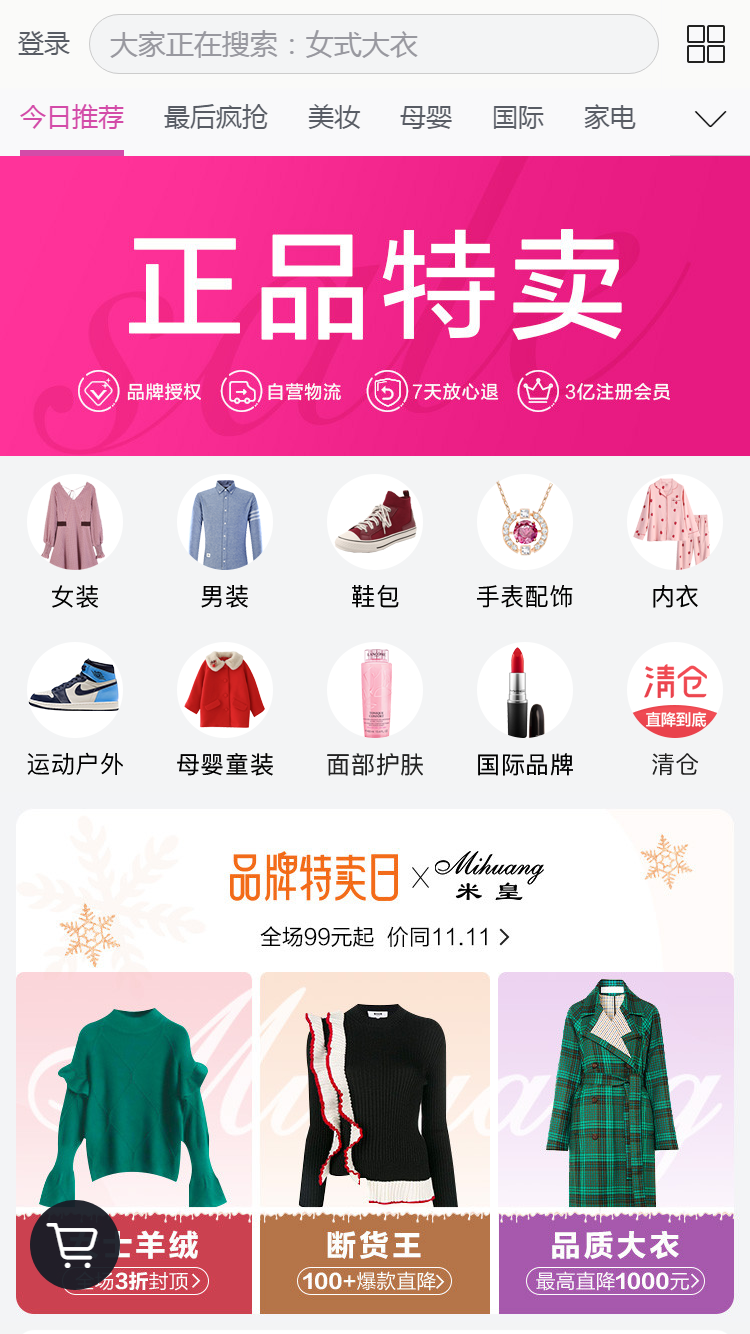 登录 大家正在搜索：女式大衣
今日推荐 最后疯抢 美妆 母婴 国际 家电
sale
正品特卖
品牌授权 自营物流 7天放心退 3亿注册会员
女装 男装 鞋包 手表配饰 内衣
清仓
直降到底
运动户外 母婴童装 面部护肤 国际品牌 清仓
品牌特卖日 X Mihuang
米皇
全场99元起 价同11.11
Mihuang
士羊绒 断货王 品质大衣
场3折封顶 100+爆款直降 最高直降1000元